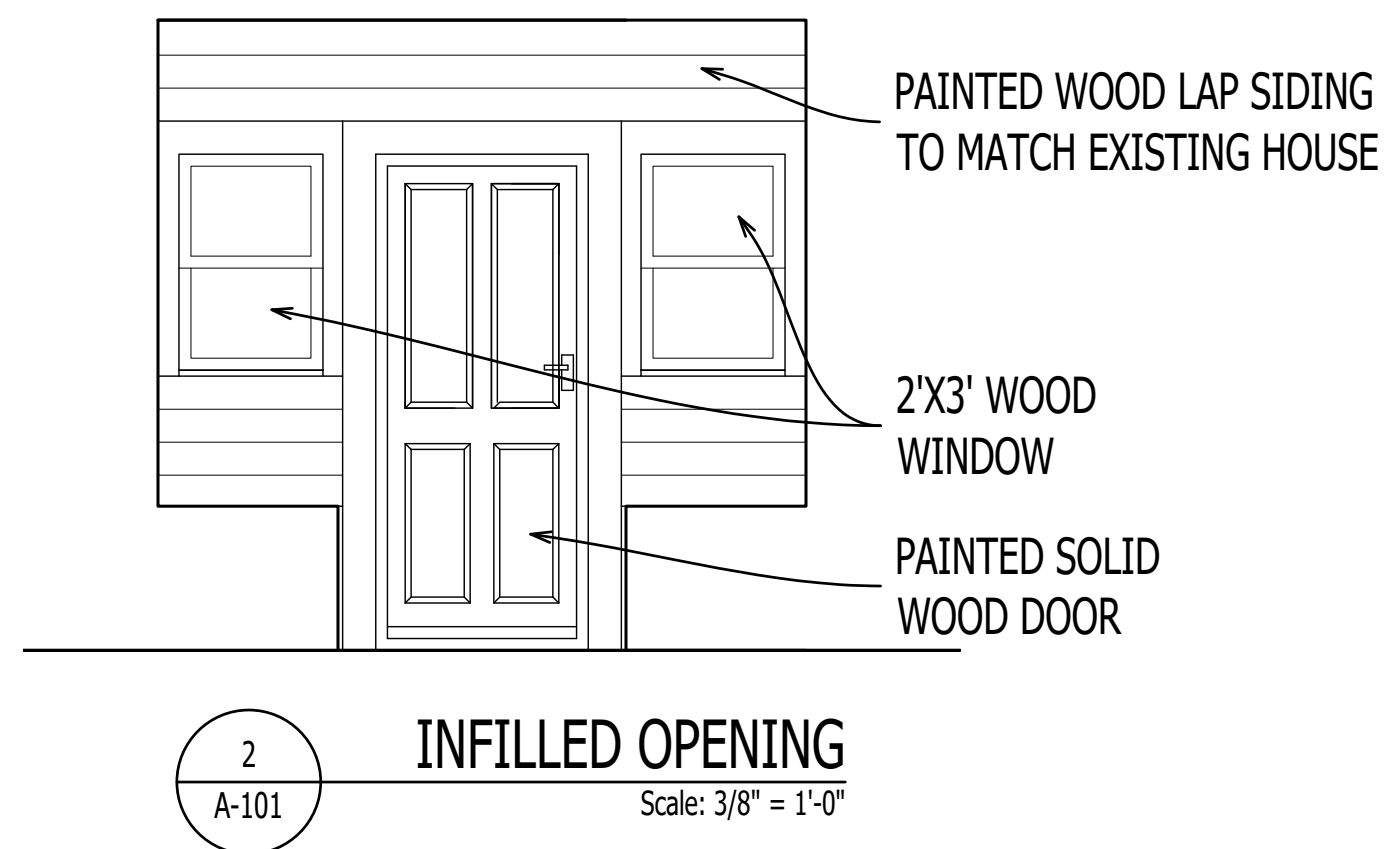 PAINTED WOOD LAP SIDING
TO MATCH EXISTING HOUSE
2'X3' WOOD
WINDOW
PAINTED SOLID
WOOD DOOR
2
A-101
INFILLED OPENING
Scale: 3/8" = 1'-0"